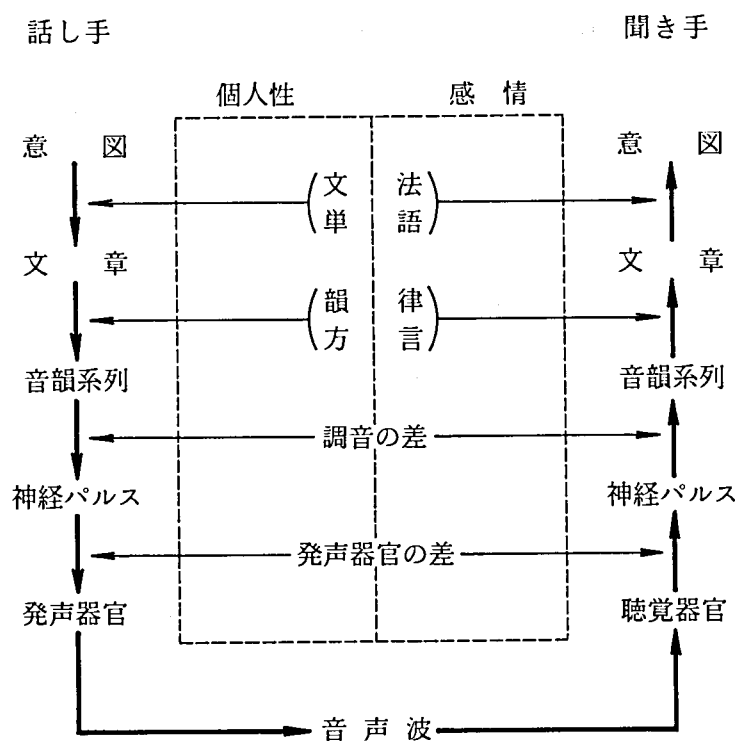 話し手 聞き手
個人性 感情
意図 意図
(文法 単語)
文章 文章
(韻律 方言)
音韻系列 音韻系列
調音の差
神経パルス 神経パルス
発声器官の差
発声器官 聴覚器官
音声波